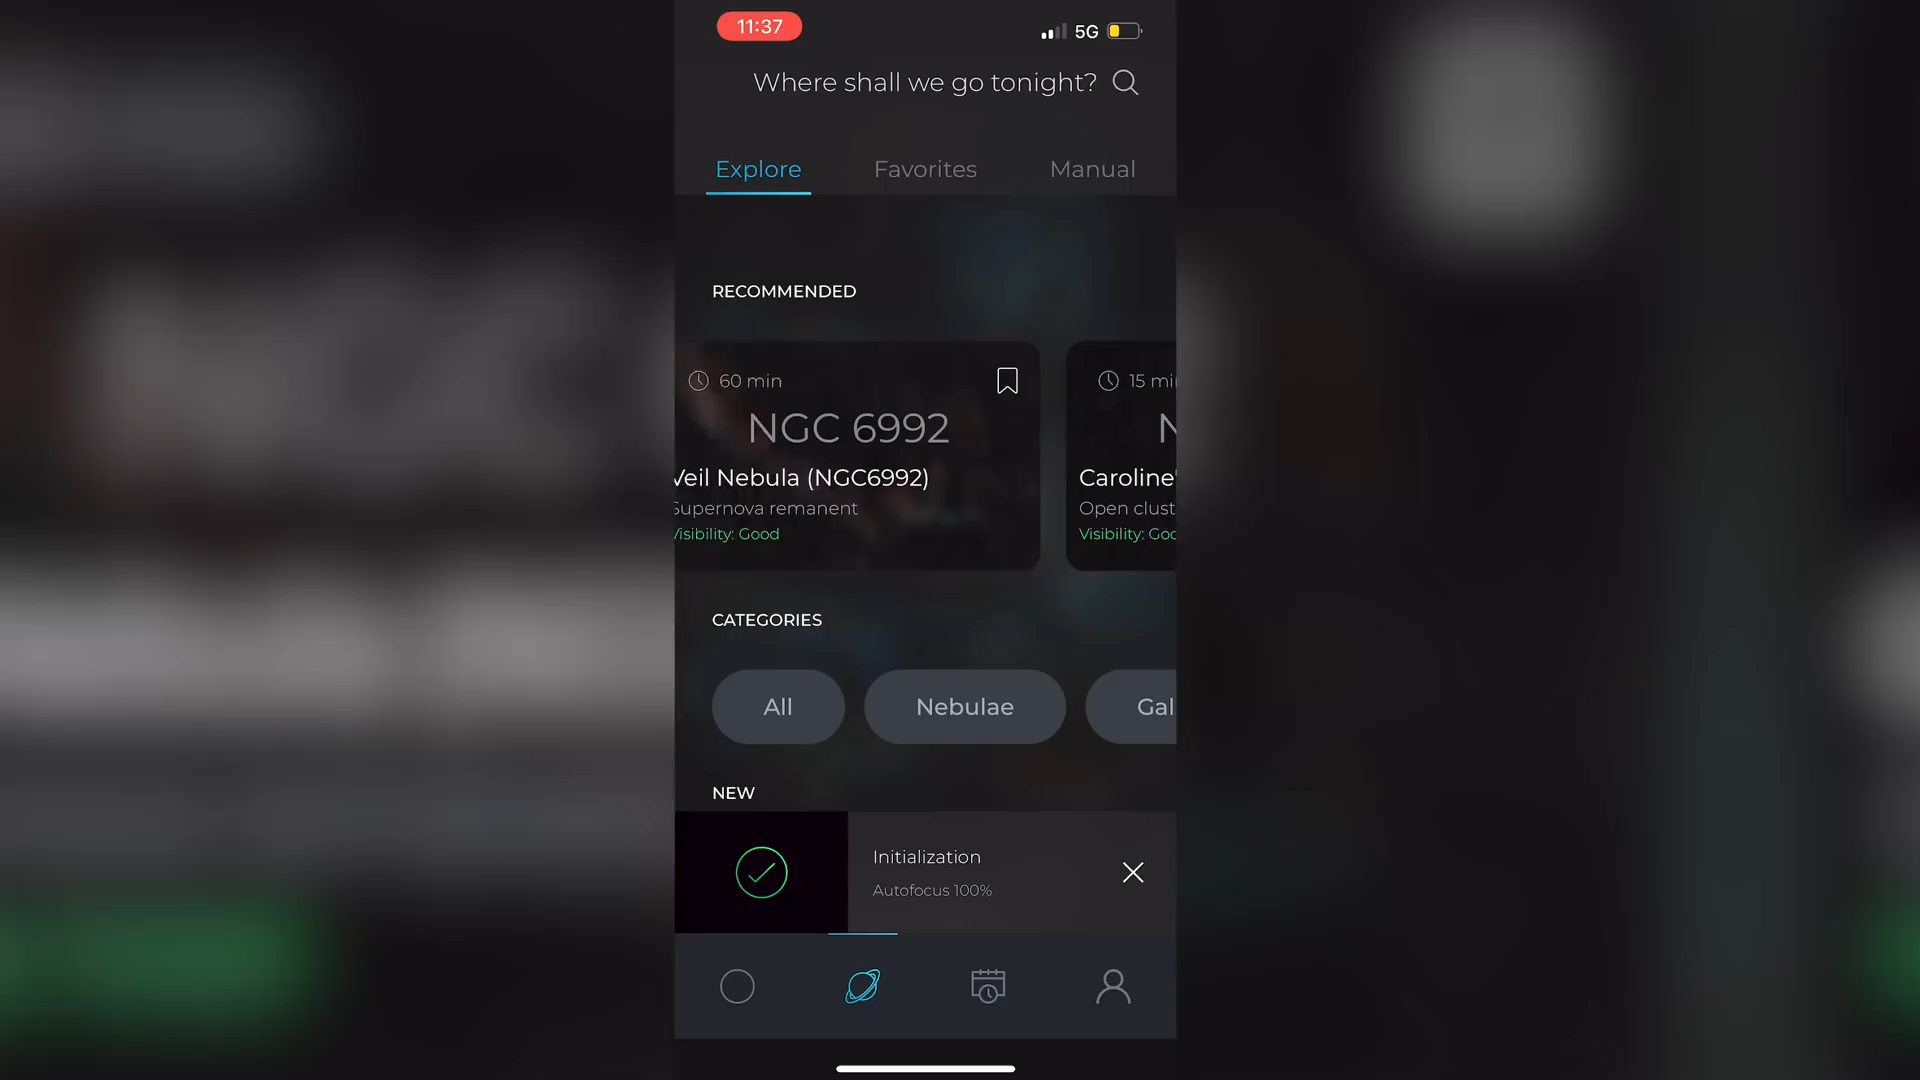 11:37
5G
Where shall we go tonight?
Explore
Favorites
Manual
RECOMMENDED
60 min
NGC 6992
Veil Nebula (NGC6992)
Supernova remanent
Visibility: Good
15 mi
N
Caroline'
Open clust
Visibility: Goo
CATEGORIES
All
Nebulae
Gal
NEW
Initialization
Autofocus 100%